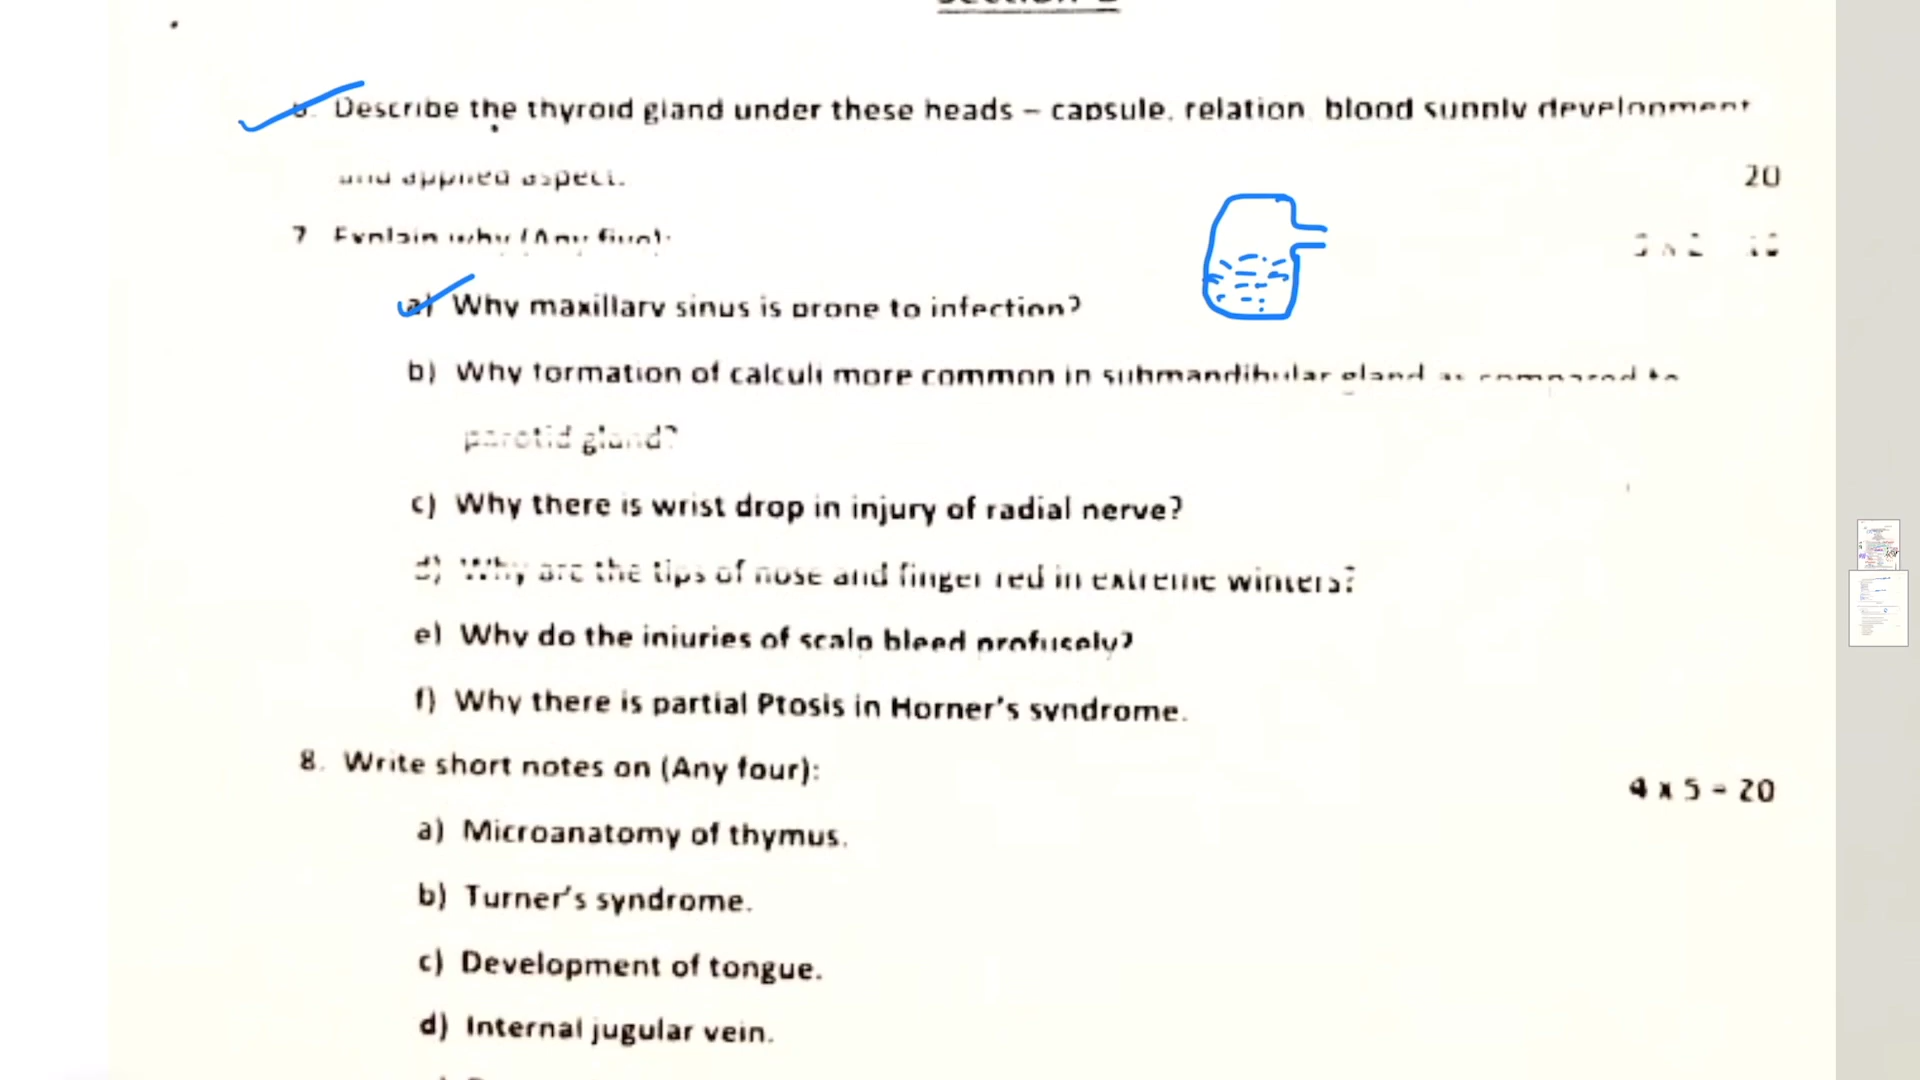 6. Describe the thyroid gland under these heads – capsule, relation, blood supply development
and applied aspect. 20
7 Explain why (Any five):
a) Why maxillary sinus is prone to infection?
b) Why formation of calculi more common in submandibular gland as compared to
parotid gland?
c) Why there is wrist drop in injury of radial nerve?
d) Why are the tips of nose and finger red in extreme winters?
e) Why do the injuries of scalp bleed profusely?
f) Why there is partial Ptosis in Horner's syndrome.
8. Write short notes on (Any four): 4 x 5 = 20
a) Microanatomy of thymus.
b) Turner's syndrome.
c) Development of tongue.
d) Internal jugular vein.